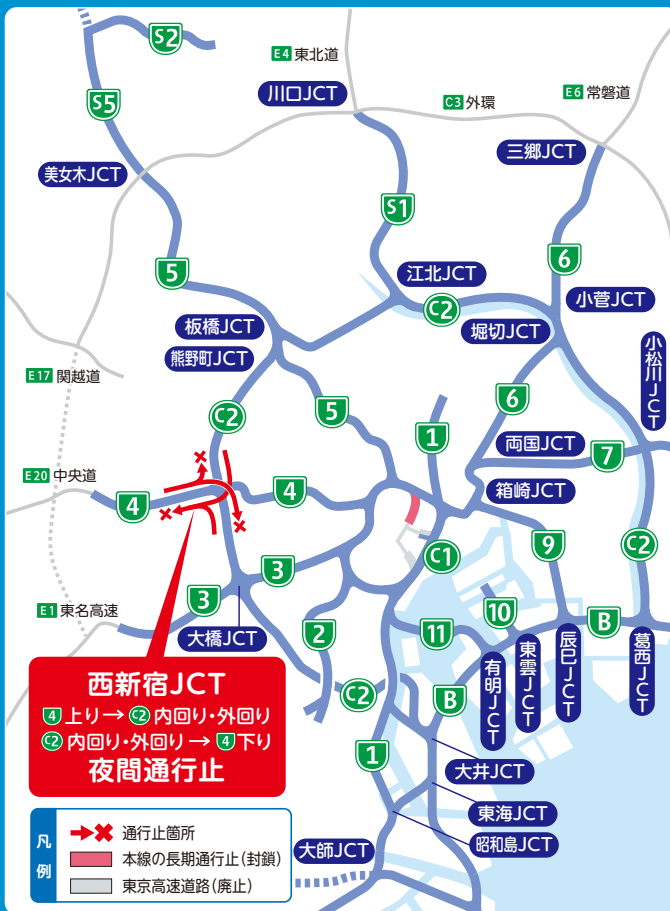 S2
E4 東北道
川口JCT
C3 外環
E6 常磐道
S5
三郷JCT
美女木JCT
S1
6
5
江北JCT
小菅JCT
C2
板橋JCT
堀切JCT
熊野町JCT
小松川JCT
E17 関越道
5
6
C2
1
両国JCT
7
E20 中央道
4
4
箱崎JCT
C1
9
C2
3
3
E1 東名高速
10
B
2
11
大橋JCT
有明JCT
東雲JCT
辰巳JCT
葛西JCT
西新宿JCT
4 上り→C2 内回り・外回り
C2 内回り・外回り→4 下り
夜間通行止
C2
B
1
大井JCT
東海JCT
昭和島JCT
大師JCT
凡例
通行止箇所
本線の長期通行止(封鎖)
東京高速道路(廃止)